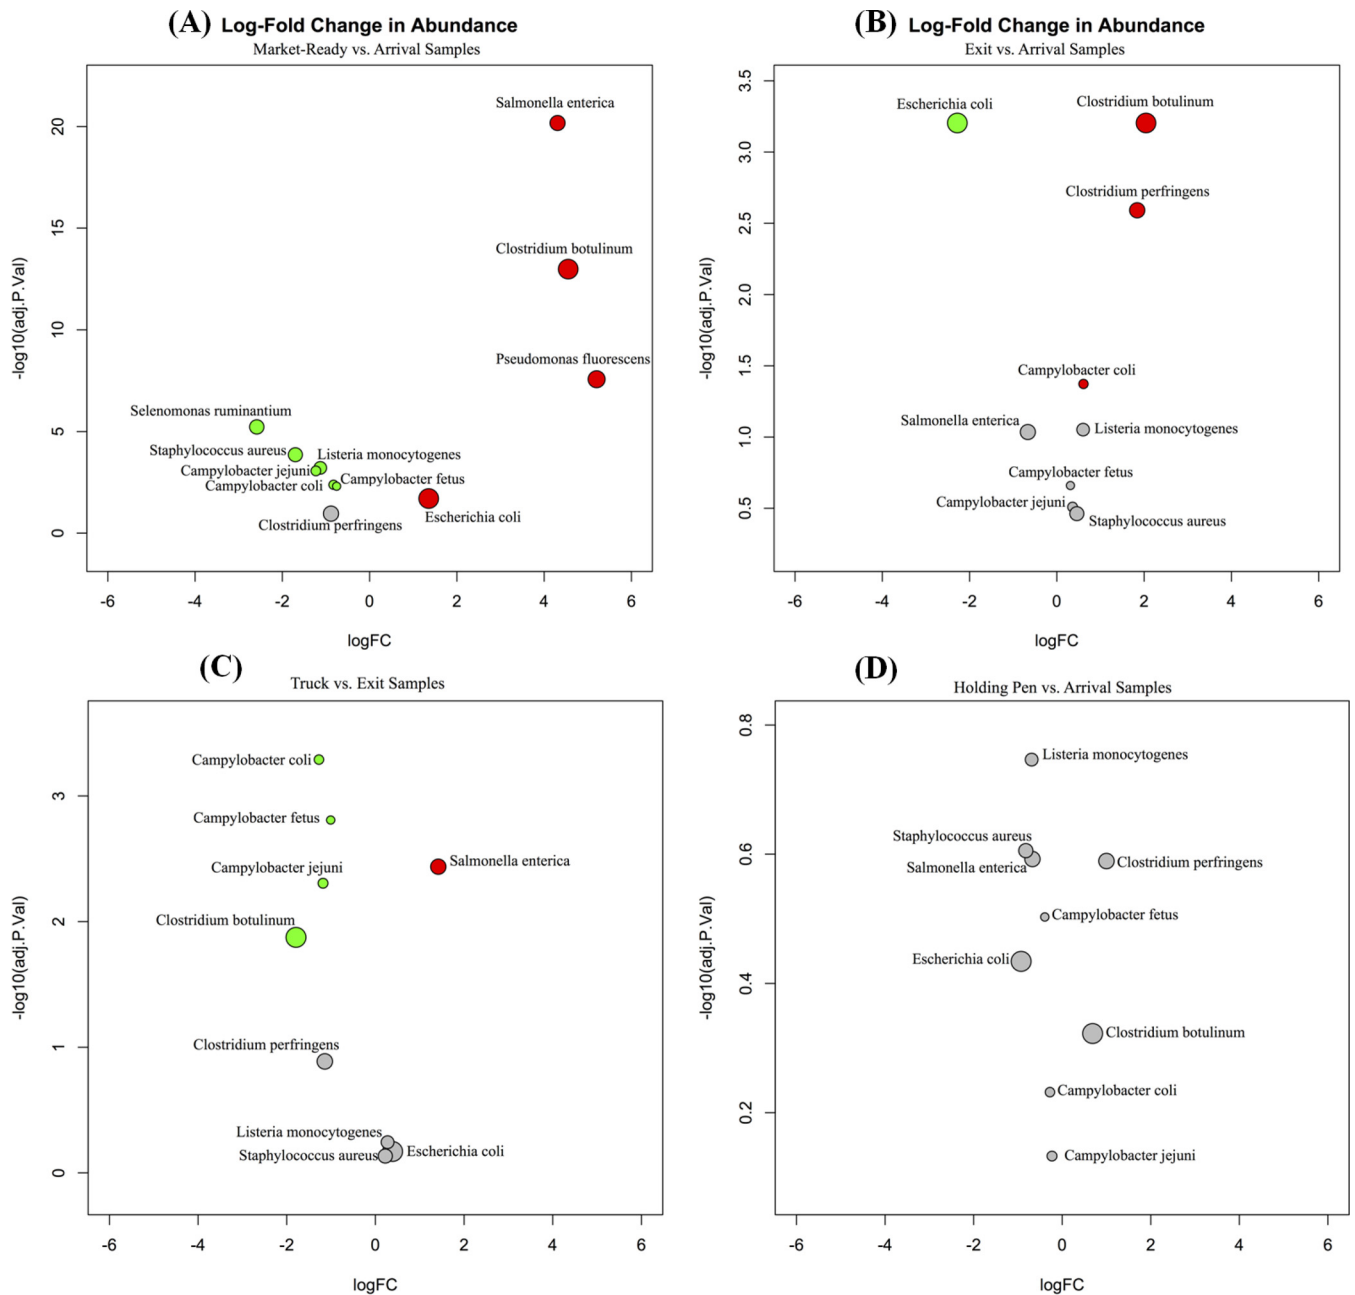 (A) Log-Fold Change in Abundance
Market-Ready vs. Arrival Samples
-log10(adj.P.Val)
20
15
10
5
0
Salmonella enterica
Clostridium botulinum
Pseudomonas fluorescens
Selenomonas ruminantium
Staphylococcus aureus
Listeria monocytogenes
Campylobacter jejuni
Campylobacter fetus
Campylobacter coli
Escherichia coli
Clostridium perfringens
-6 -4 -2 0 2 4 6
logFC
(B) Log-Fold Change in Abundance
Exit vs. Arrival Samples
-log10(adj.P.Val)
3.5
3.0
2.5
2.0
1.5
1.0
0.5
Escherichia coli
Clostridium botulinum
Clostridium perfringens
Campylobacter coli
Salmonella enterica
Listeria monocytogenes
Campylobacter fetus
Campylobacter jejuni
Staphylococcus aureus
-6 -4 -2 0 2 4 6
logFC
(C)
Truck vs. Exit Samples
-log10(adj.P.Val)
3
2
1
0
Campylobacter coli
Campylobacter fetus
Salmonella enterica
Campylobacter jejuni
Clostridium botulinum
Clostridium perfringens
Listeria monocytogenes
Escherichia coli
Staphylococcus aureus
-6 -4 -2 0 2 4 6
logFC
(D)
Holding Pen vs. Arrival Samples
-log10(adj.P.Val)
0.8
0.6
0.4
0.2
Listeria monocytogenes
Staphylococcus aureus
Salmonella enterica
Clostridium perfringens
Campylobacter fetus
Escherichia coli
Clostridium botulinum
Campylobacter coli
Campylobacter jejuni
-6 -4 -2 0 2 4 6
logFC